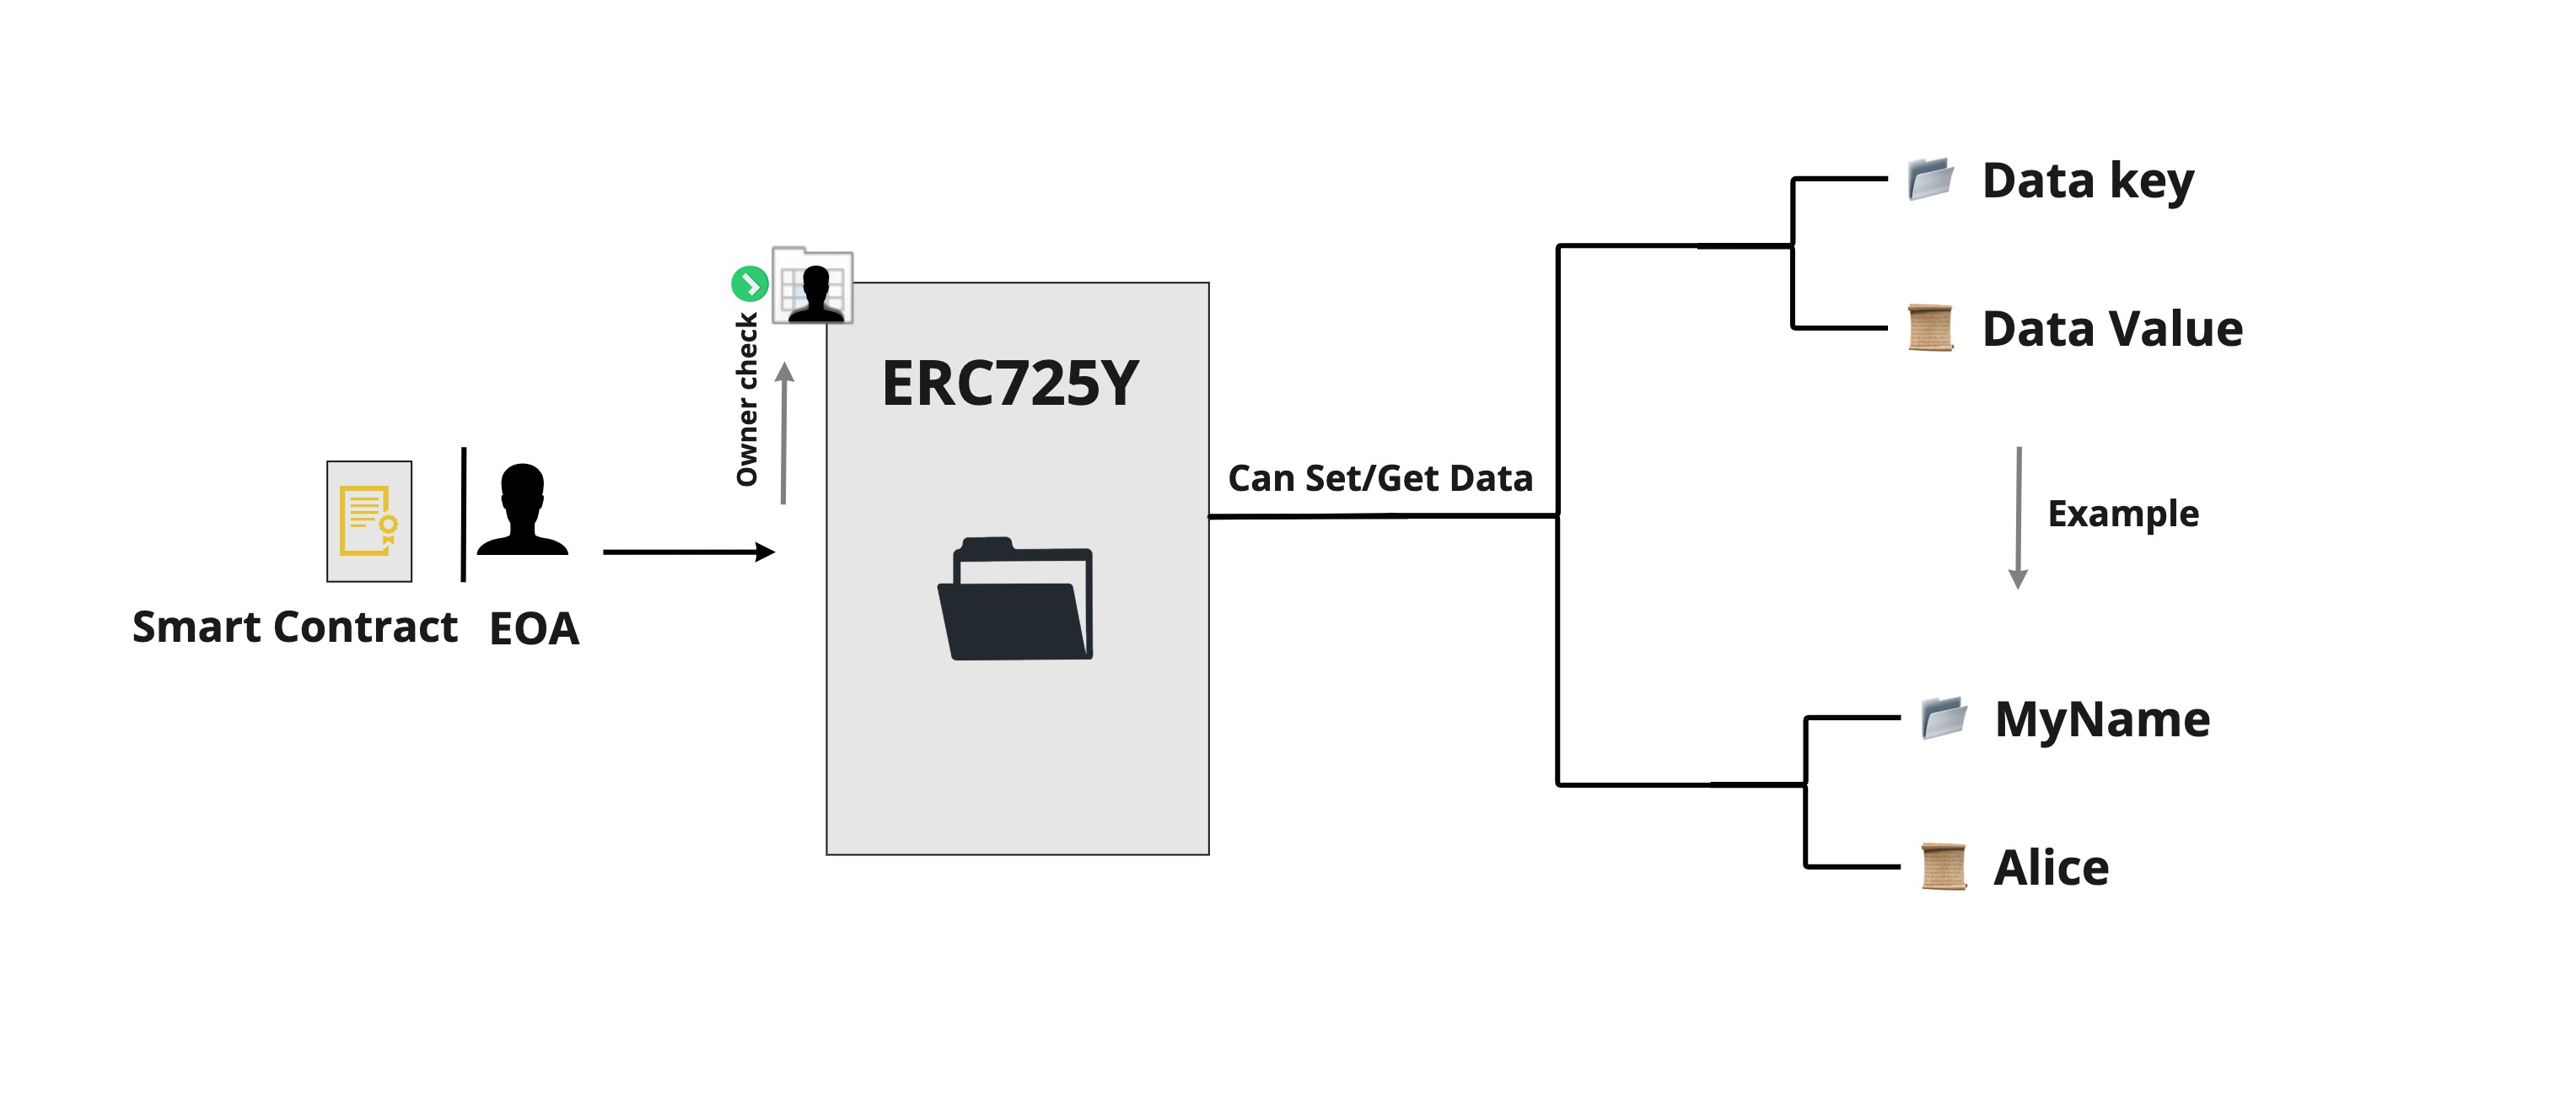 Smart Contract
EOA
Owner check
ERC725Y
Can Set/Get Data
Data key
Data Value
Example
MyName
Alice